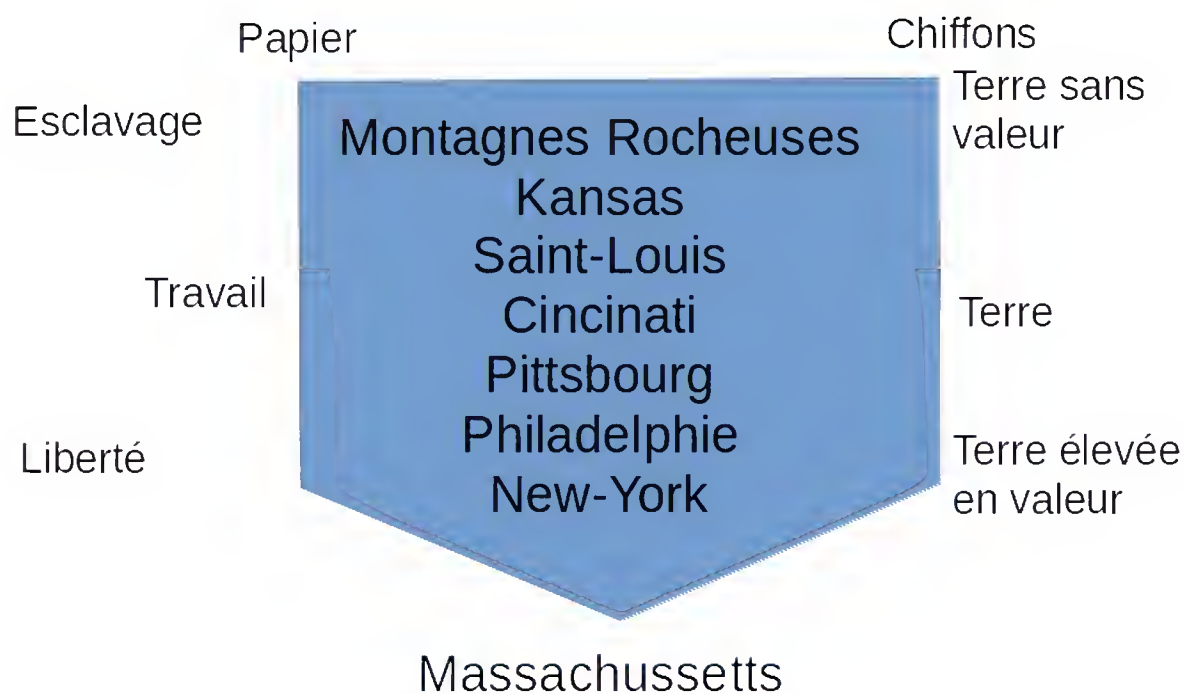 Papier
Chiffons
Esclavage
Terre sans
valeur
Montagnes Rocheuses
Kansas
Saint-Louis
Travail
Cincinati
Terre
Pittsbourg
Philadelphie
Liberté
Terre élevée
en valeur
New-York
Massachussetts